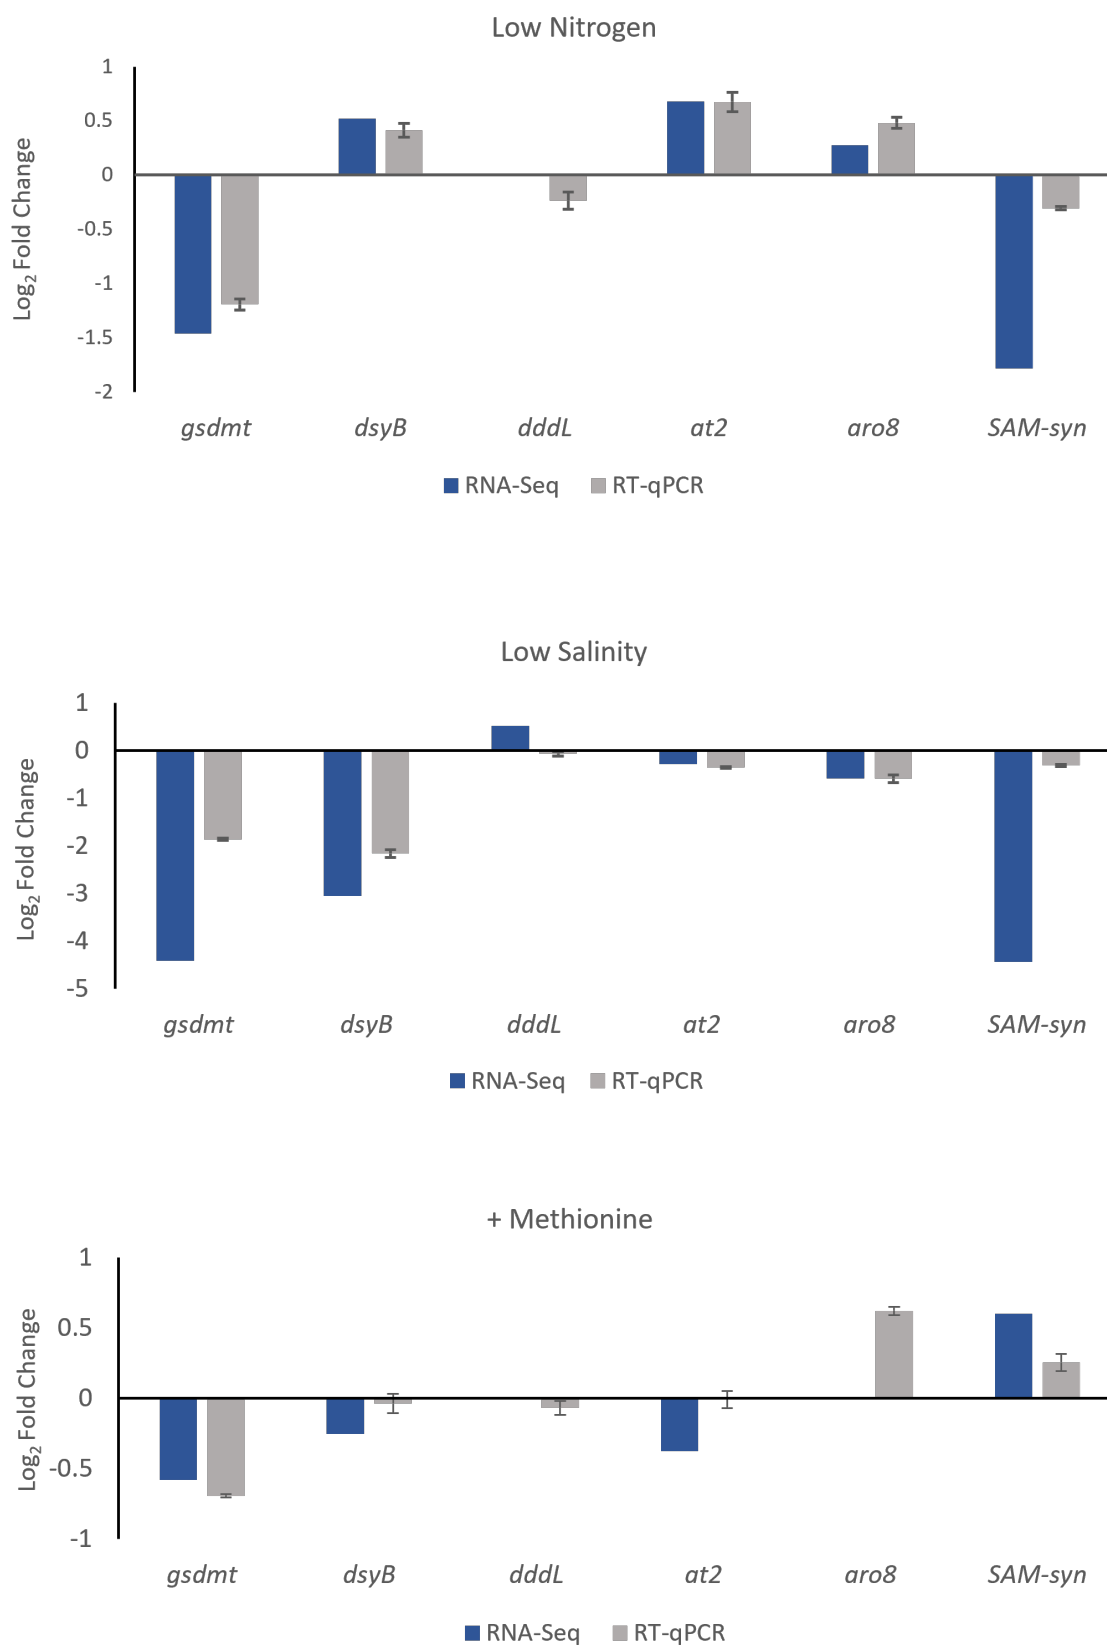 Low Nitrogen
Log₂ Fold Change
1
0.5
0
-0.5
-1
-1.5
-2
gsdmt dsyB dddL at2 aro8 SAM-syn
RNA-Seq RT-qPCR
Low Salinity
Log₂ Fold Change
1
0
-1
-2
-3
-4
-5
gsdmt dsyB dddL at2 aro8 SAM-syn
RNA-Seq RT-qPCR
+ Methionine
Log₂ Fold Change
1
0.5
0
-0.5
-1
gsdmt dsyB dddL at2 aro8 SAM-syn
RNA-Seq RT-qPCR